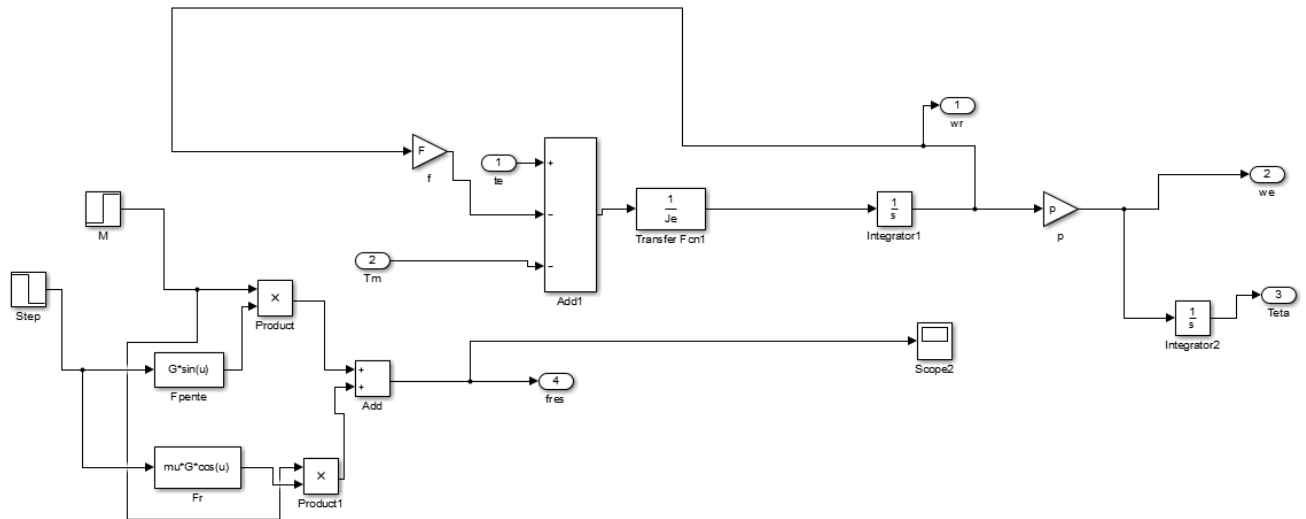 1
wr
F
f
1
te
+
−
−
Add1
1
Je
Transfer Fcn1
1
s
Integrator1
p
p
2
we
M
2
Tm
Step
×
Product
1
s
Integrator2
3
Teta
G*sin(u)
Fpente
+
+
Add
4
fres
Scope2
mu*G*cos(u)
Fr
×
Product1